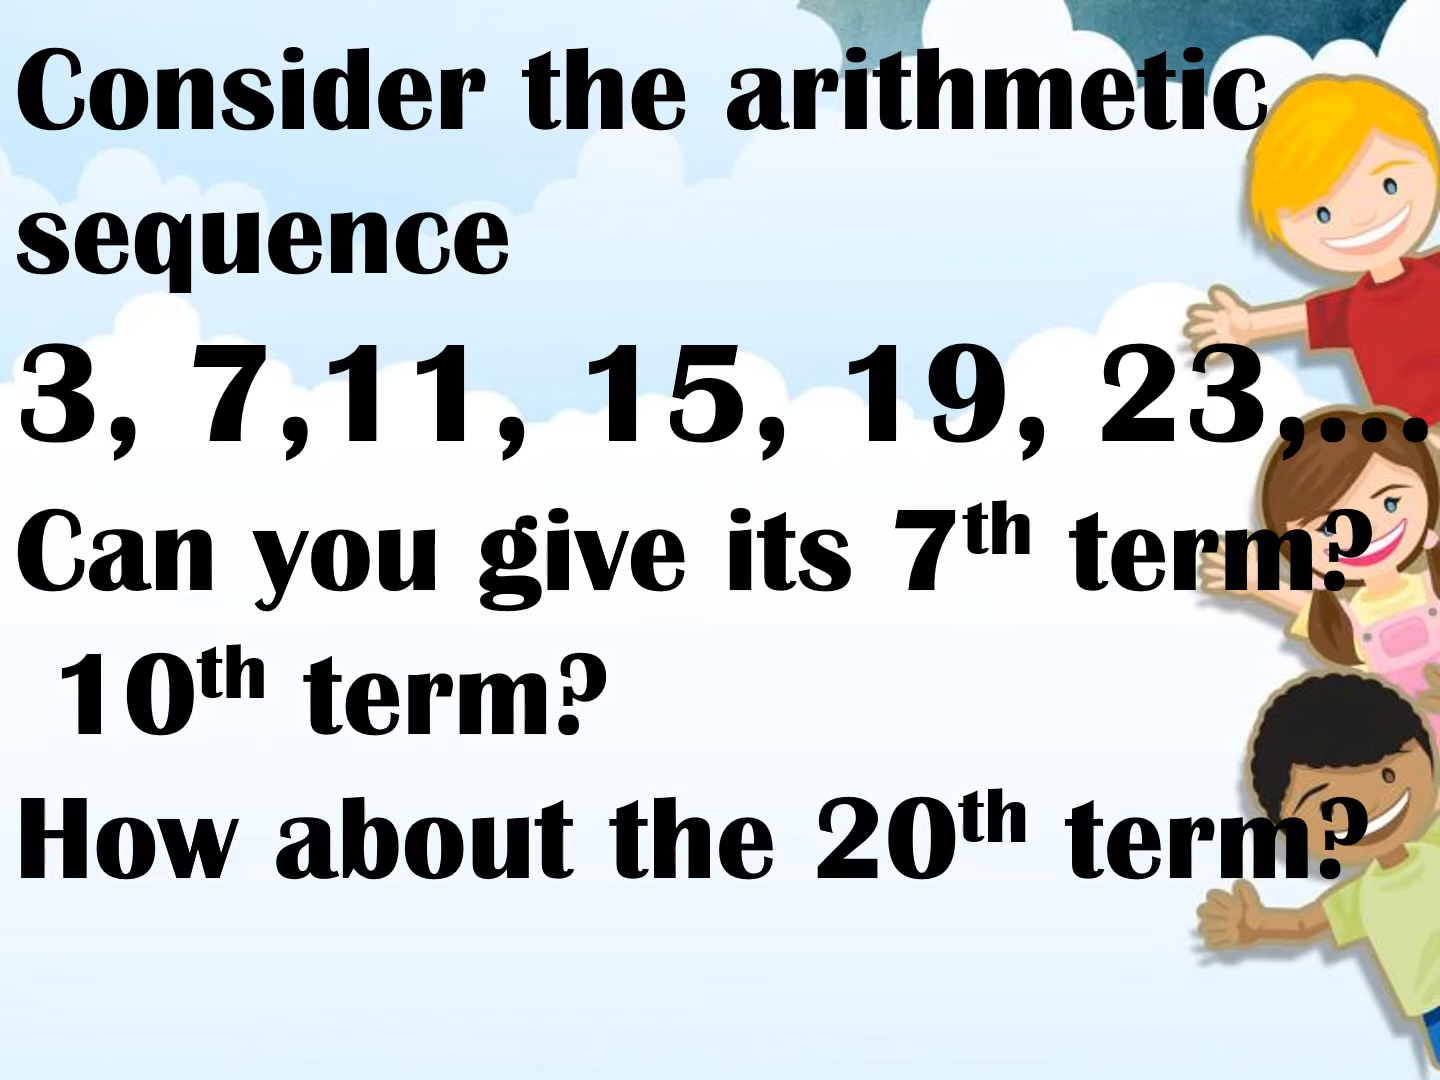 Consider the arithmetic
sequence
3, 7,11, 15, 19, 23,...
Can you give its 7th term?
10th term?
How about the 20th term?